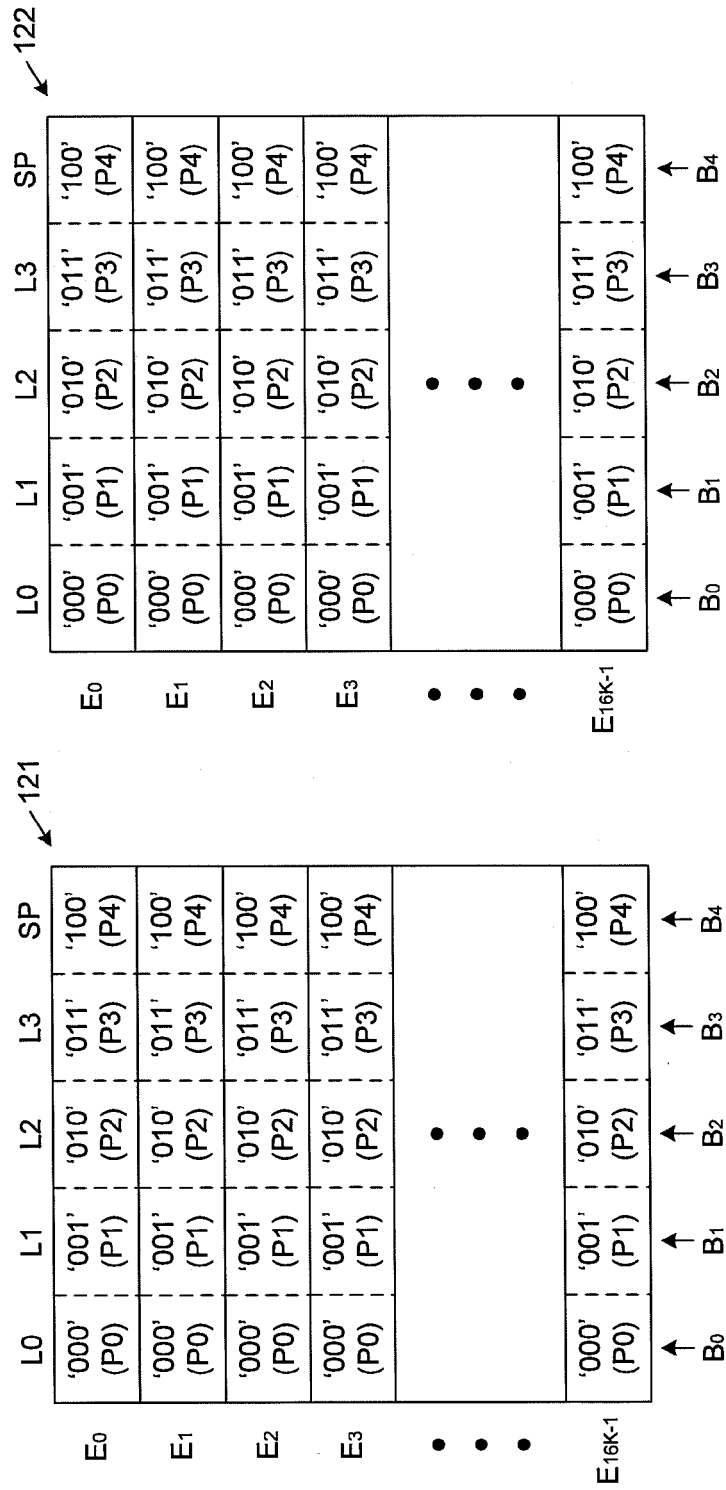 121
L0 L1 L2 L3 SP
E0 '000' (P0) '001' (P1) '010' (P2) '011' (P3) '100' (P4)
E1 '000' (P0) '001' (P1) '010' (P2) '011' (P3) '100' (P4)
E2 '000' (P0) '001' (P1) '010' (P2) '011' (P3) '100' (P4)
E3 '000' (P0) '001' (P1) '010' (P2) '011' (P3) '100' (P4)
E16K-1 '000' (P0) '001' (P1) '010' (P2) '011' (P3) '100' (P4)
B0 B1 B2 B3 B4
122
L0 L1 L2 L3 SP
E0 '000' (P0) '001' (P1) '010' (P2) '011' (P3) '100' (P4)
E1 '000' (P0) '001' (P1) '010' (P2) '011' (P3) '100' (P4)
E2 '000' (P0) '001' (P1) '010' (P2) '011' (P3) '100' (P4)
E3 '000' (P0) '001' (P1) '010' (P2) '011' (P3) '100' (P4)
E16K-1 '000' (P0) '001' (P1) '010' (P2) '011' (P3) '100' (P4)
B0 B1 B2 B3 B4